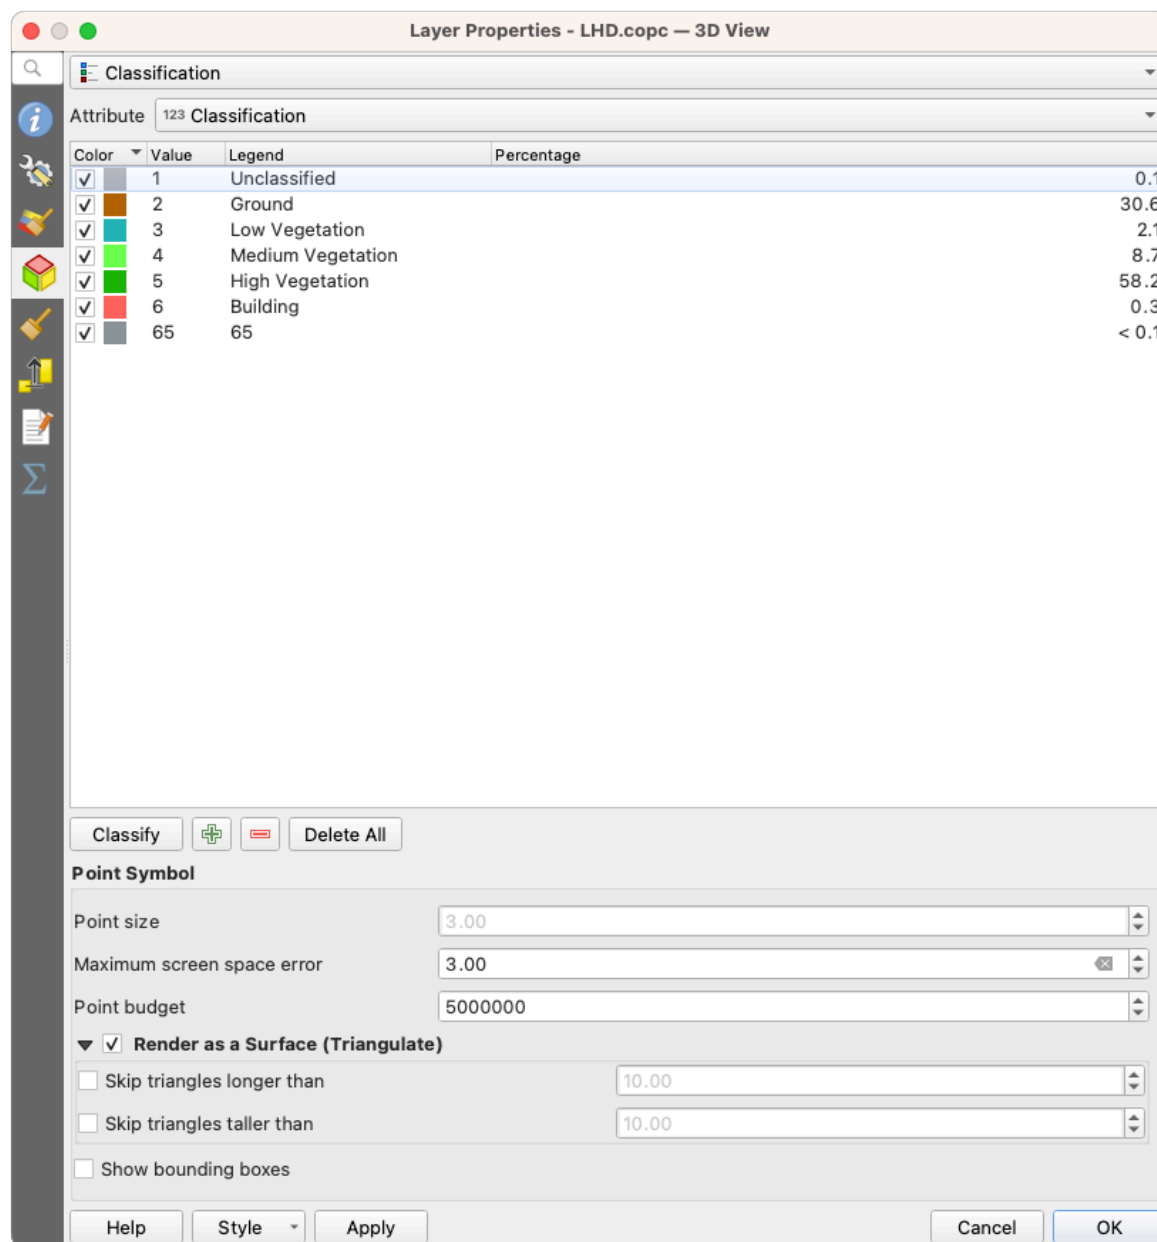 Layer Properties - LHD.copc — 3D View
Classification
Attribute 123 Classification
Color Value Legend Percentage
1 Unclassified 0.1
2 Ground 30.6
3 Low Vegetation 2.1
4 Medium Vegetation 8.7
5 High Vegetation 58.2
6 Building 0.3
65 65 < 0.1
Classify Delete All
Point Symbol
Point size 3.00
Maximum screen space error 3.00
Point budget 5000000
Render as a Surface (Triangulate)
Skip triangles longer than 10.00
Skip triangles taller than 10.00
Show bounding boxes
Help Style Apply Cancel OK